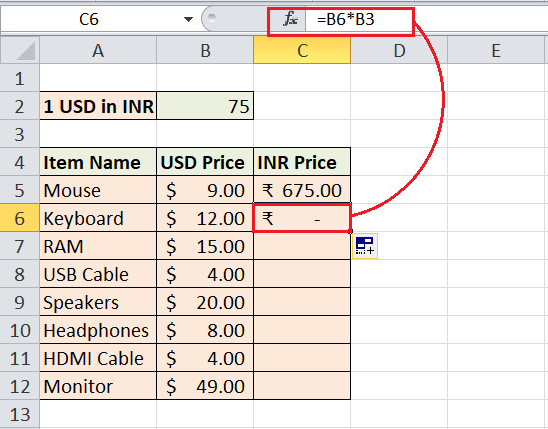 C6 fx =B6*B3
A B C D E
1
2 1 USD in INR 75
3
4 Item Name USD Price INR Price
5 Mouse $ 9.00 ₹ 675.00
6 Keyboard $ 12.00 ₹ -
7 RAM $ 15.00
8 USB Cable $ 4.00
9 Speakers $ 20.00
10 Headphones $ 8.00
11 HDMI Cable $ 4.00
12 Monitor $ 49.00
13